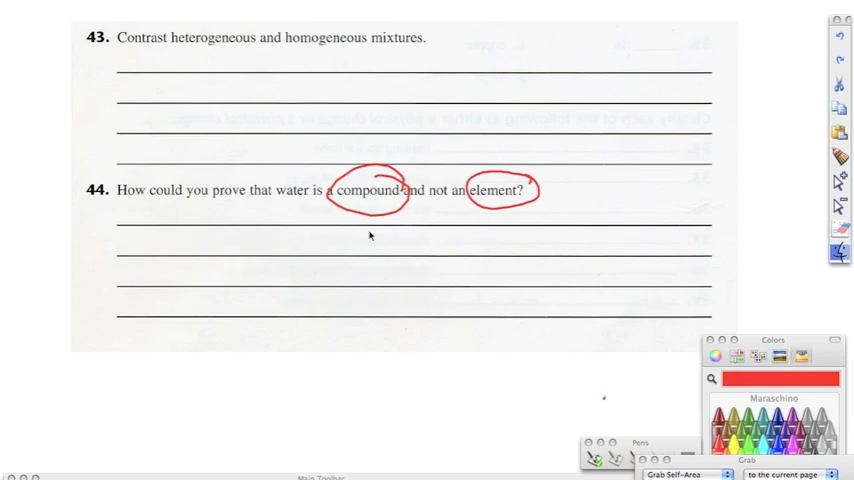 43. Contrast heterogeneous and homogeneous mixtures.
44. How could you prove that water is a compound and not an element?
Colors
Maraschino
Pens
Grab
Grab Self-Area
to the current page
Main Toolbar